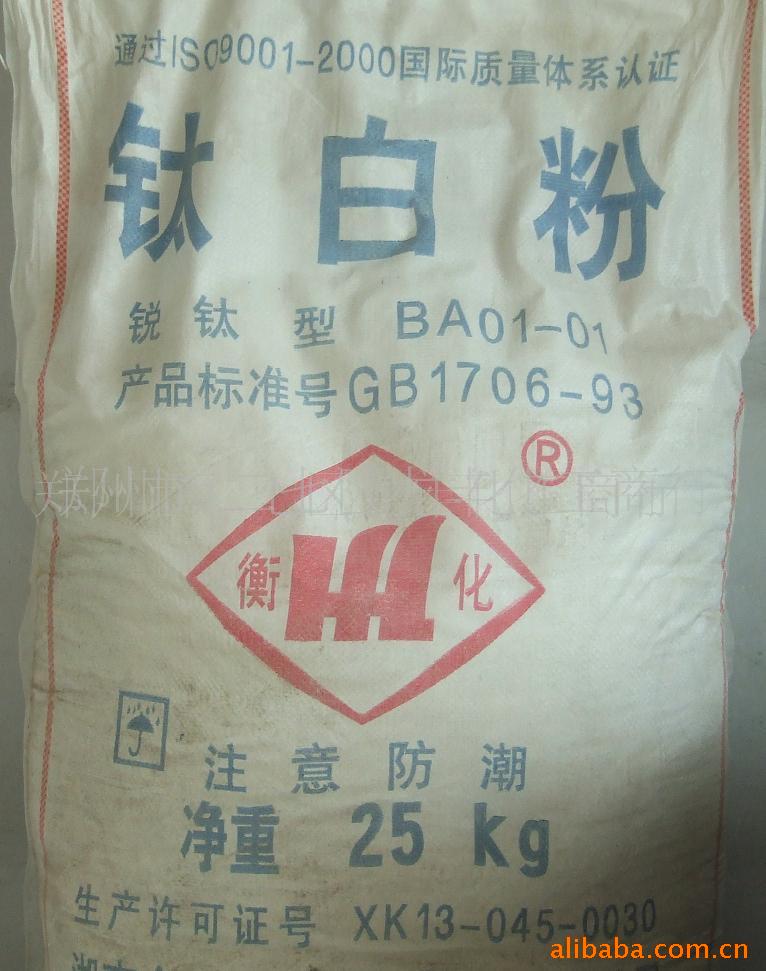 通过ISO9001-2000国际质量体系认证
钛白粉
锐钛型 BA01-01
产品标准号GB1706-93
®
衡 化
注意防潮
净重 25 kg
生产许可证号 XK13-045-0030
alibaba.com.cn